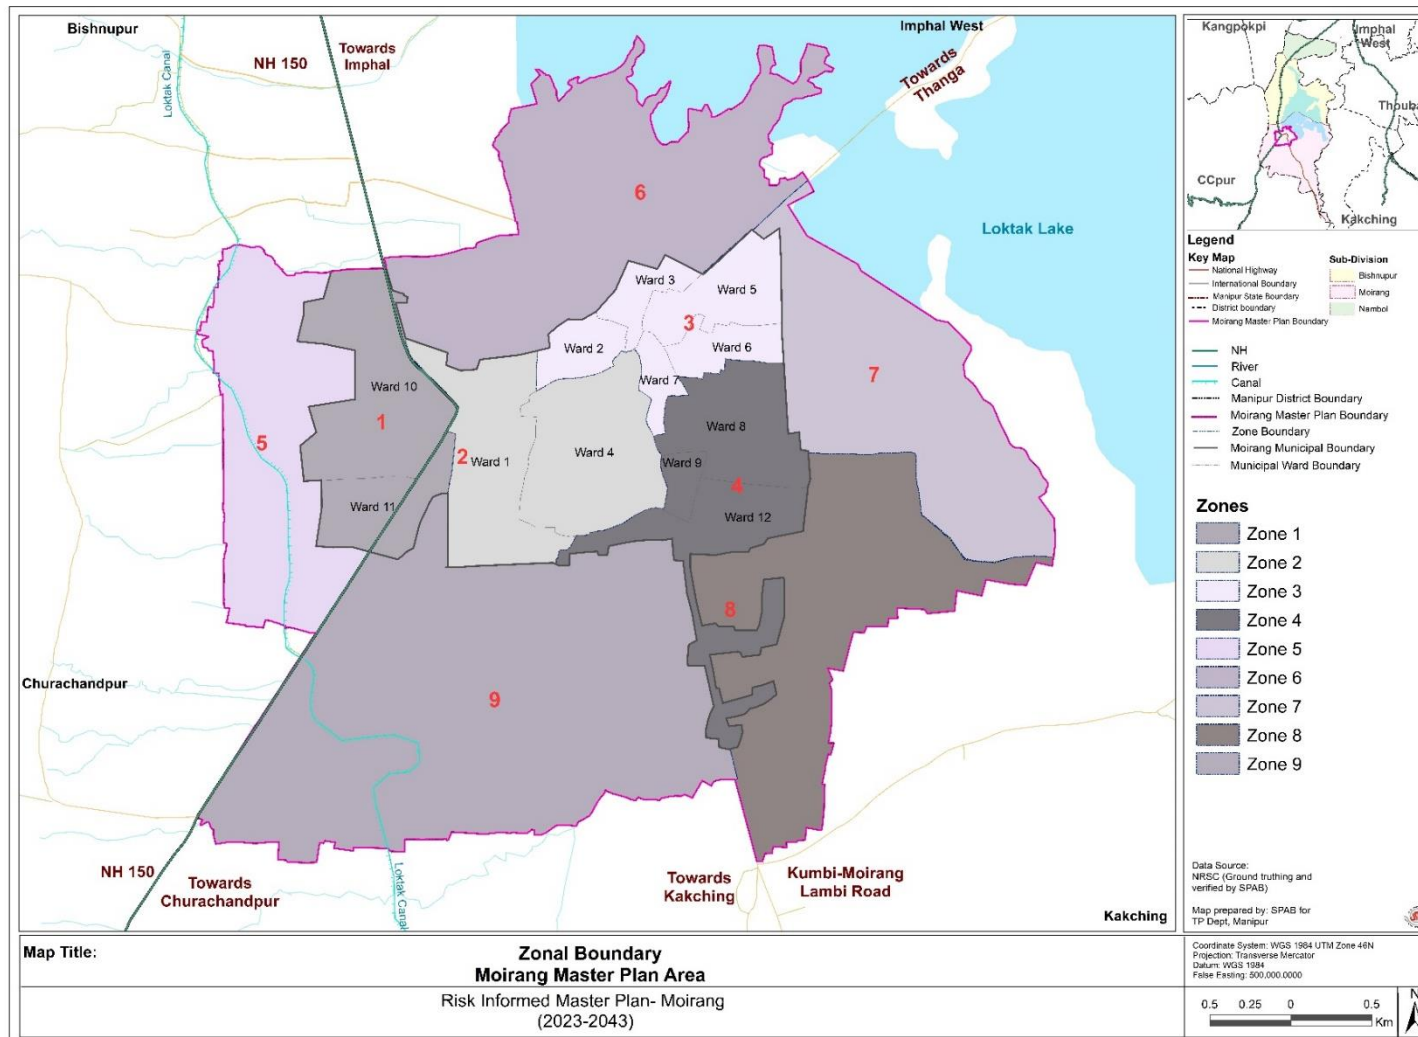 Bishnupur
NH 150
Towards
Imphal
Loktak Canal
Imphal West
Towards
Thanga
6
Loktak Lake
Ward 3
Ward 5
3
Ward 2
Ward 6
Ward 7
7
Ward 10
1
5
2
Ward 1
Ward 4
Ward 8
Ward 9
4
Ward 11
Ward 12
8
Churachandpur
9
NH 150
Towards
Churachandpur
Loktak Canal
Towards
Kakching
Kumbi-Moirang
Lambi Road
Kakching
Kangpokpi
Imphal
West
Thouba
CCpur
Kakching
Legend
Key Map
National Highway
International Boundary
Manipur State Boundary
District boundary
Moirang Master Plan Boundary
Sub-Division
Bishnupur
Moirang
Nambol
NH
River
Canal
Manipur District Boundary
Moirang Master Plan Boundary
Zone Boundary
Moirang Municipal Boundary
Municipal Ward Boundary
Zones
Zone 1
Zone 2
Zone 3
Zone 4
Zone 5
Zone 6
Zone 7
Zone 8
Zone 9
Data Source:
NRSC (Ground truthing and
verified by SPAB)
Map prepared by: SPAB for
TP Dept, Manipur
Map Title:
Zonal Boundary
Moirang Master Plan Area
Risk Informed Master Plan- Moirang
(2023-2043)
Coordinate System: WGS 1984 UTM Zone 46N
Projection: Transverse Mercator
Datum: WGS 1984
False Easting: 500,000.0000
0.5 0.25 0 0.5
Km
N